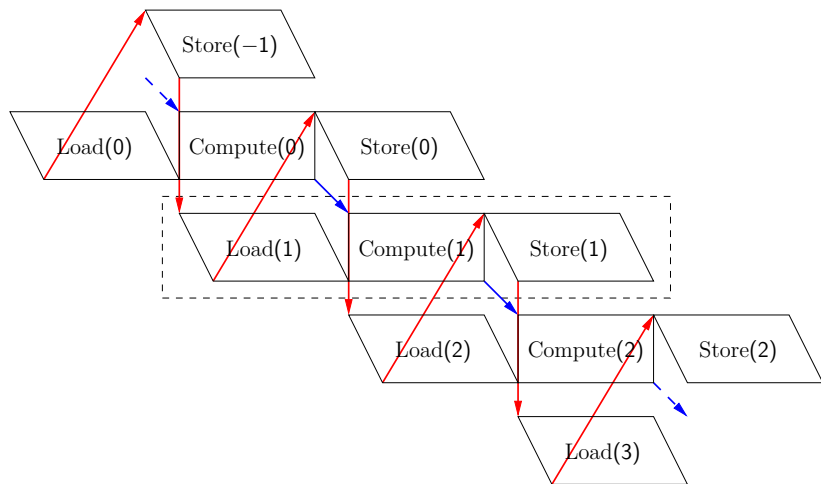 Store(−1)
Load(0) Compute(0) Store(0)
Load(1) Compute(1) Store(1)
Load(2) Compute(2) Store(2)
Load(3)